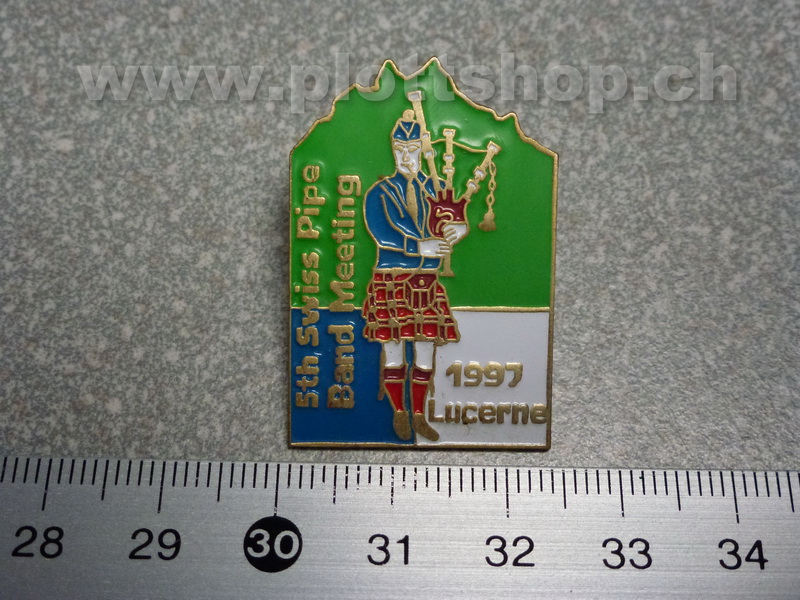 www.plottshop.ch
5th Swiss Pipe
Band Meeting
1997
Lucerne
28 29 30 31 32 33 34